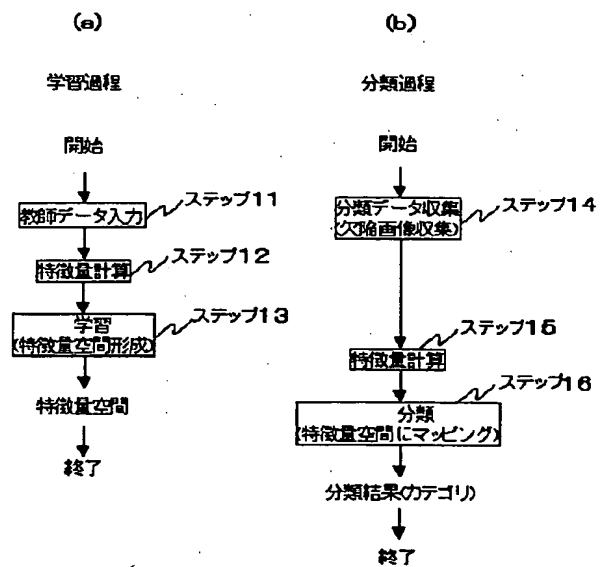 (a)
学習過程
開始
教師データ入力
ステップ11
特徴量計算
ステップ12
学習
(特徴量空間形成)
ステップ13
特徴量空間
終了
(b)
分類過程
開始
分類データ収集
(欠陥画像収集)
ステップ14
特徴量計算
ステップ15
分類
(特徴量空間にマッピング)
ステップ16
分類結果(カテゴリ)
終了